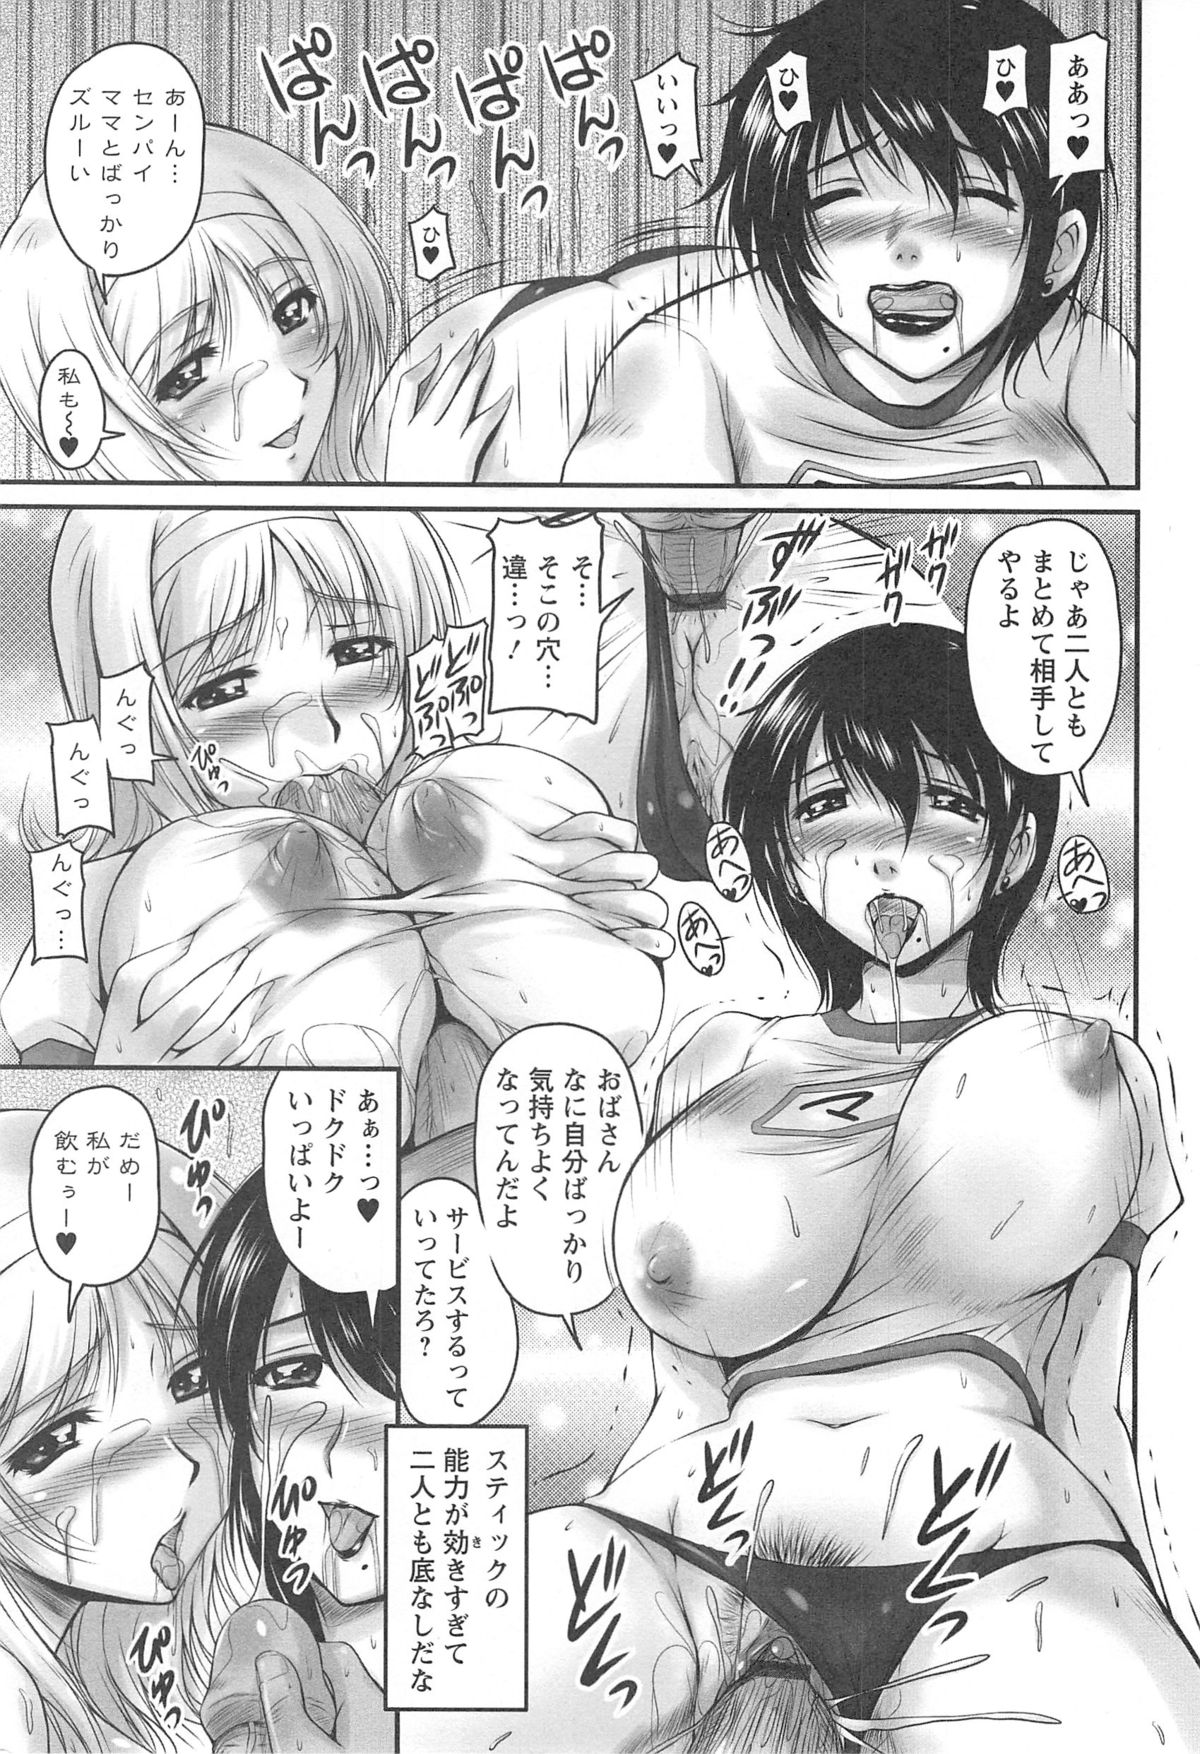 ああっ♥
ひ♥
ひ♥
いいっ♥
ぱんっ
ぱんっ
ぱんっ
ぱんっ
ひ♥
あーん…
センパイ
ママとばっかり
ズルーい
私も～♥
じゃあ二人とも
まとめて相手して
やるよ
ガク
ガク
ずぶっ!!
そ…
そこの穴…
違…っ!
どぷ
どぷっ
ぴゅっ
んぐっ
んぐっ
んぐっ…
あへっ
あへっ♥
あへっ♥
マ
おばさん
なに自分ばっかり
気持ちよく
なってんだよ
サービスするって
いってたろ?
どくっ
どくっ
スティックの
能力が効きすぎて
き
二人とも底なしだな
あぁ…っ♥
ドクドク
いっぱいよー
だめー
私が
飲むぅー♥
ぴゅっ
ぴゅっ
ぴゅっ